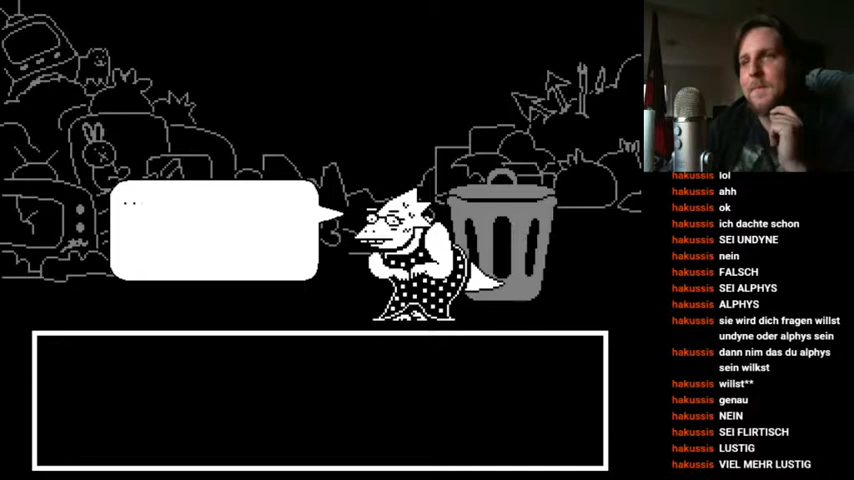 ...
hakussis lol
hakussis ahh
hakussis ok
hakussis ich dachte schon
hakussis SEI UNDYNE
hakussis nein
hakussis FALSCH
hakussis SEI ALPHYS
hakussis ALPHYS
hakussis sie wird dich fragen willst
undyne oder alphys sein
hakussis dann nim das du alphys
sein wilkst
hakussis willst**
hakussis genau
hakussis NEIN
hakussis SEI FLIRTISCH
hakussis LUSTIG
hakussis VIEL MEHR LUSTIG